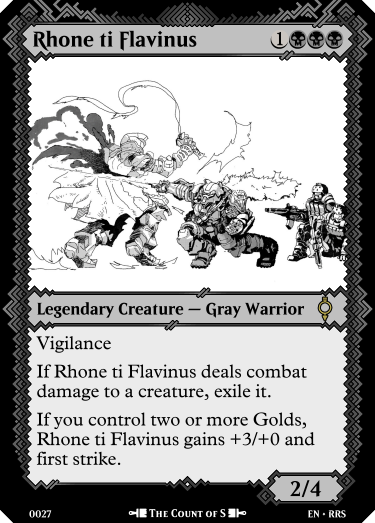 Rhone ti Flavinus 1
Legendary Creature — Gray Warrior
Vigilance
If Rhone ti Flavinus deals combat
damage to a creature, exile it.
If you control two or more Golds,
Rhone ti Flavinus gains +3/+0 and
first strike.
2/4
0027 The Count of S EN • RRS